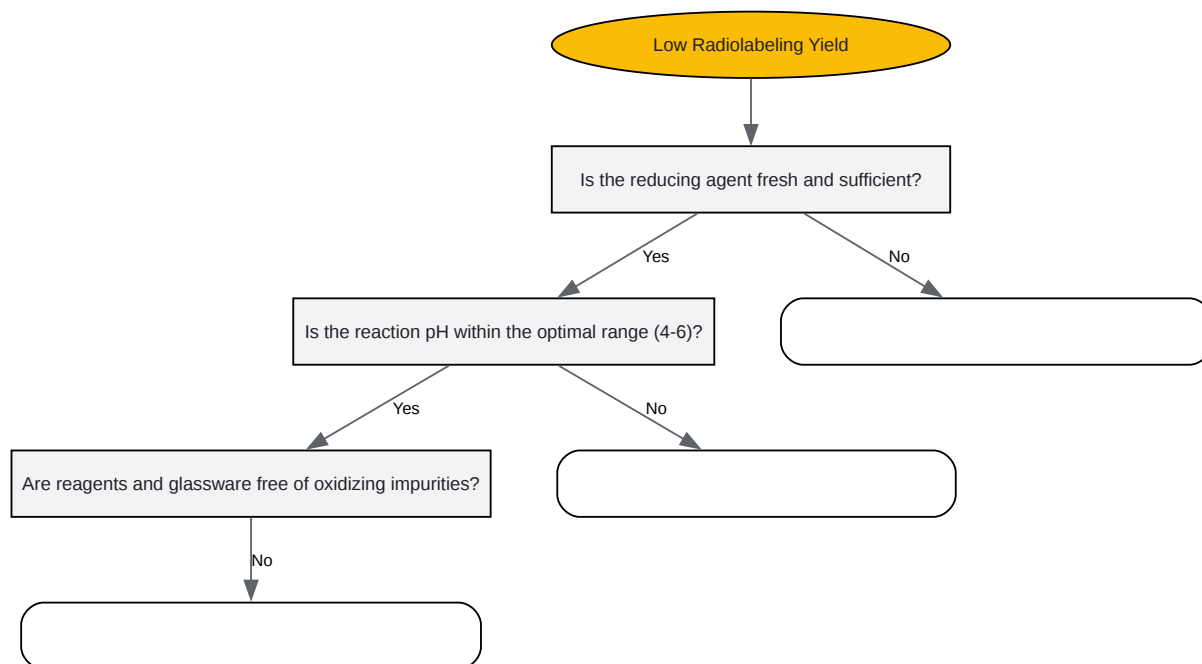 Low Radiolabeling Yield
Is the reducing agent fresh and sufficient?
Yes
No
Is the reaction pH within the optimal range (4-6)?
Yes
No
Are reagents and glassware free of oxidizing impurities?
No